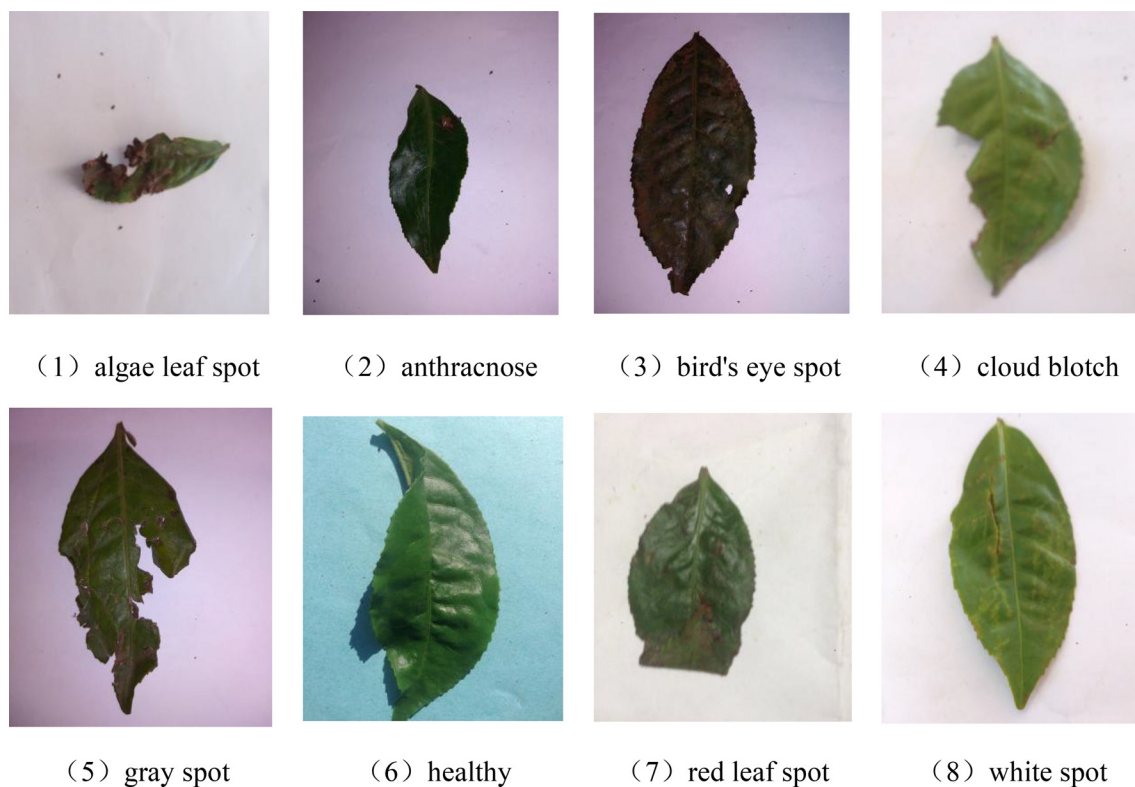 （1）algae leaf spot
（2）anthracnose
（3）bird's eye spot
（4）cloud blotch
（5）gray spot
（6）healthy
（7）red leaf spot
（8）white spot